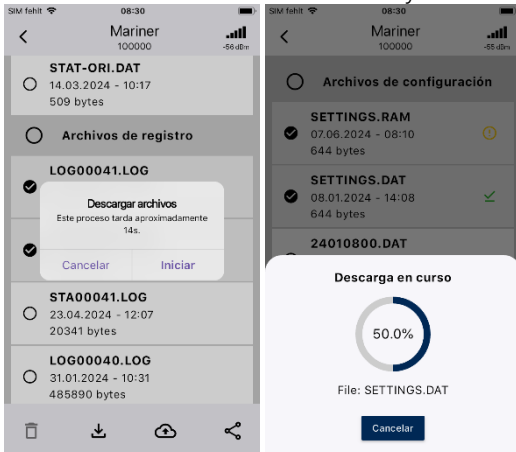 SIM fehlt
08:30
Mariner
100000
-56 dBm
STAT-ORI.DAT
14.03.2024 - 10:17
509 bytes
Archivos de registro
LOG00041.LOG
Descargar archivos
Este proceso tarda aproximadamente
14s.
Cancelar
Iniciar
STA00041.LOG
23.04.2024 - 12:07
20341 bytes
LOG00040.LOG
31.01.2024 - 10:31
485890 bytes
SIM fehlt
08:30
Mariner
100000
-55 dBm
Archivos de configuración
SETTINGS.RAM
07.06.2024 - 08:10
644 bytes
SETTINGS.DAT
08.01.2024 - 14:08
644 bytes
24010800.DAT
Descarga en curso
50.0%
File: SETTINGS.DAT
Cancelar